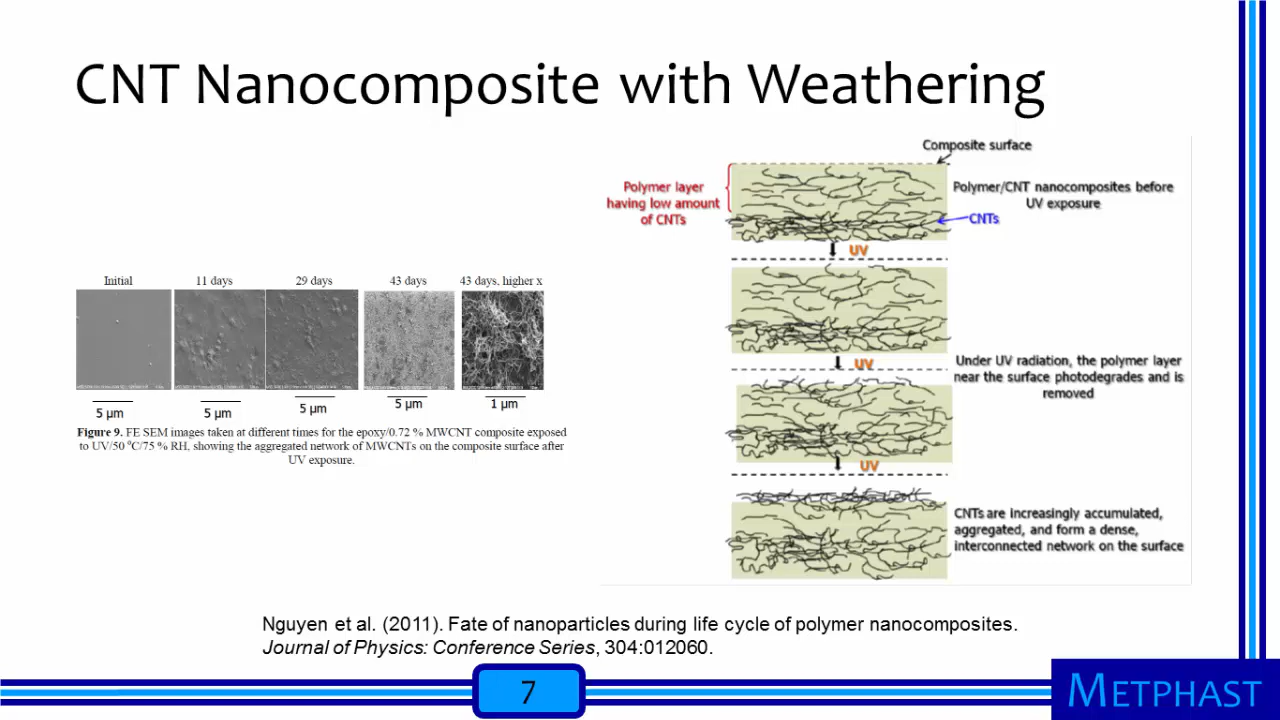 CNT Nanocomposite with Weathering
Initial
11 days
29 days
43 days
43 days, higher x
5 µm
5 µm
5 µm
5 µm
1 µm
Figure 9. FE SEM images taken at different times for the epoxy/0.72 % MWCNT composite exposed
to UV/50 ⁰C/75 % RH, showing the aggregated network of MWCNTs on the composite surface after
UV exposure.
Composite surface
Polymer layer
having low amount
of CNTs
Polymer/CNT nanocomposites before
UV exposure
CNTs
UV
UV
Under UV radiation, the polymer layer
near the surface photodegrades and is
removed
UV
CNTs are increasingly accumulated,
aggregated, and form a dense,
interconnected network on the surface
Nguyen et al. (2011). Fate of nanoparticles during life cycle of polymer nanocomposites.
Journal of Physics: Conference Series, 304:012060.
7
METPHAST